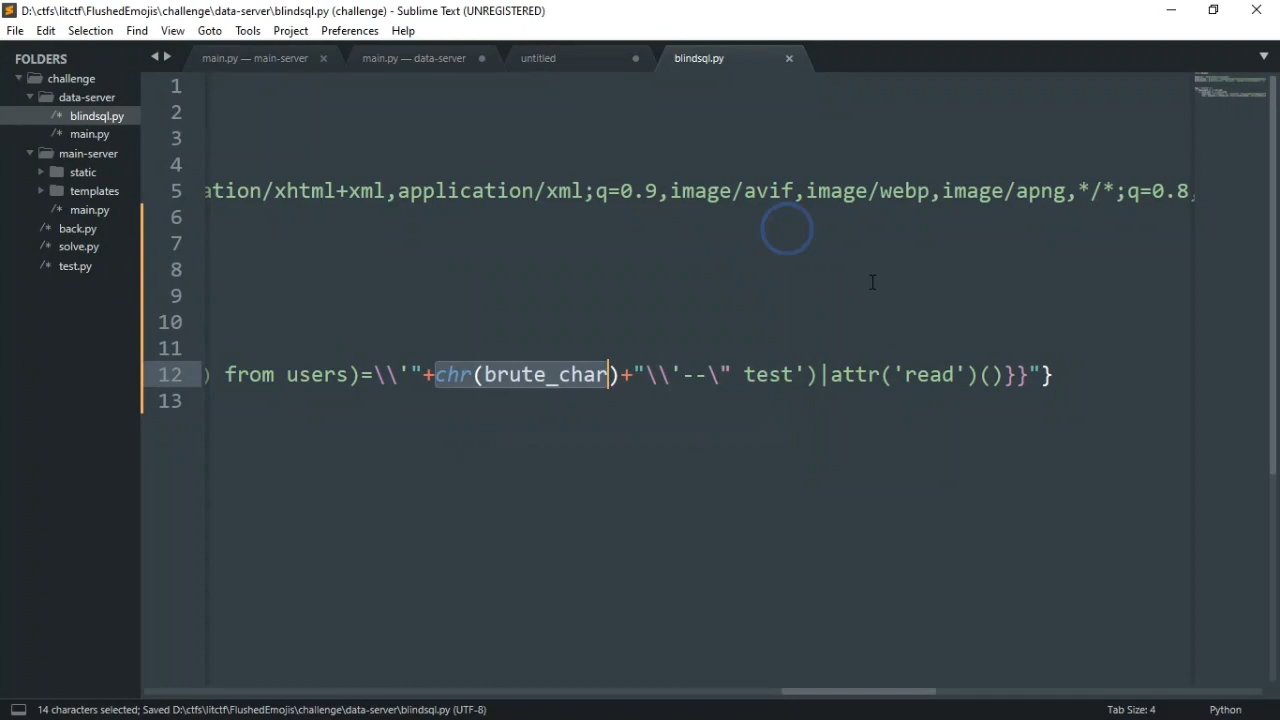 D:\ctfs\litctf\FlushedEmojis\challenge\data-server\blindsql.py (challenge) - Sublime Text (UNREGISTERED)
File Edit Selection Find View Goto Tools Project Preferences Help
FOLDERS
challenge
data-server
blindsql.py
main.py
main-server
static
templates
main.py
back.py
solve.py
test.py
main.py — main-server
main.py — data-server
untitled
blindsql.py
1
2
3
4
5 ation/xhtml+xml,application/xml;q=0.9,image/avif,image/webp,image/apng,*/*;q=0.8,
6
7
8
9
10
11
12 ) from users)=\\'"+chr(brute_char)+"\\'--\" test')|attr('read')()}}"}
13
14 characters selected; Saved D:\ctfs\litctf\FlushedEmojis\challenge\data-server\blindsql.py (UTF-8)
Tab Size: 4
Python